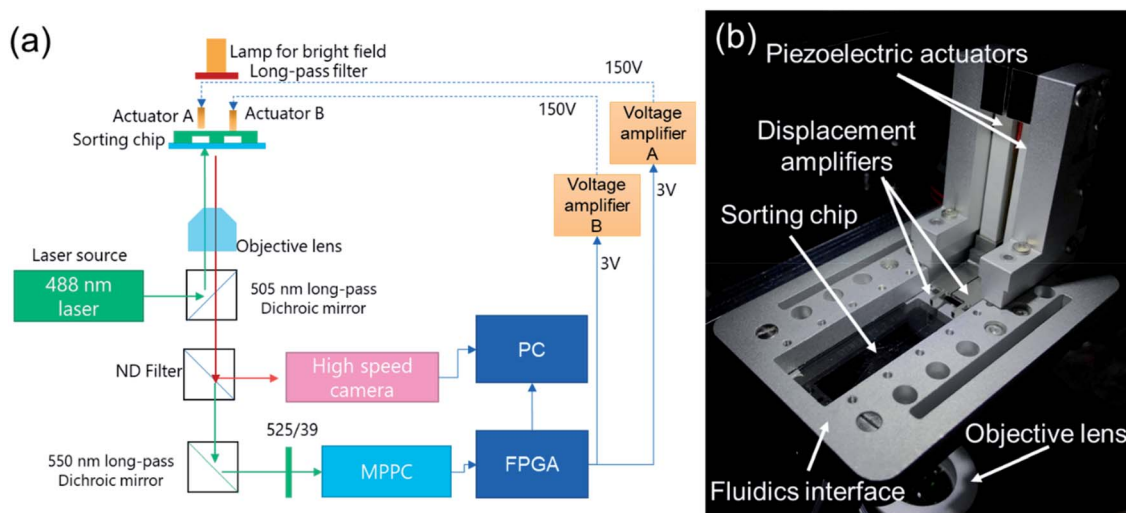 (a)
Lamp for bright field
Long-pass filter
150V
Actuator A
Actuator B
150V
Sorting chip
Voltage
amplifier
A
Voltage
amplifier
B
3V
3V
Objective lens
Laser source
488 nm
laser
505 nm long-pass
Dichroic mirror
ND Filter
High speed
camera
PC
525/39
550 nm long-pass
Dichroic mirror
MPPC
FPGA
(b)
Piezoelectric actuators
Displacement
amplifiers
Sorting chip
Objective lens
Fluidics interface